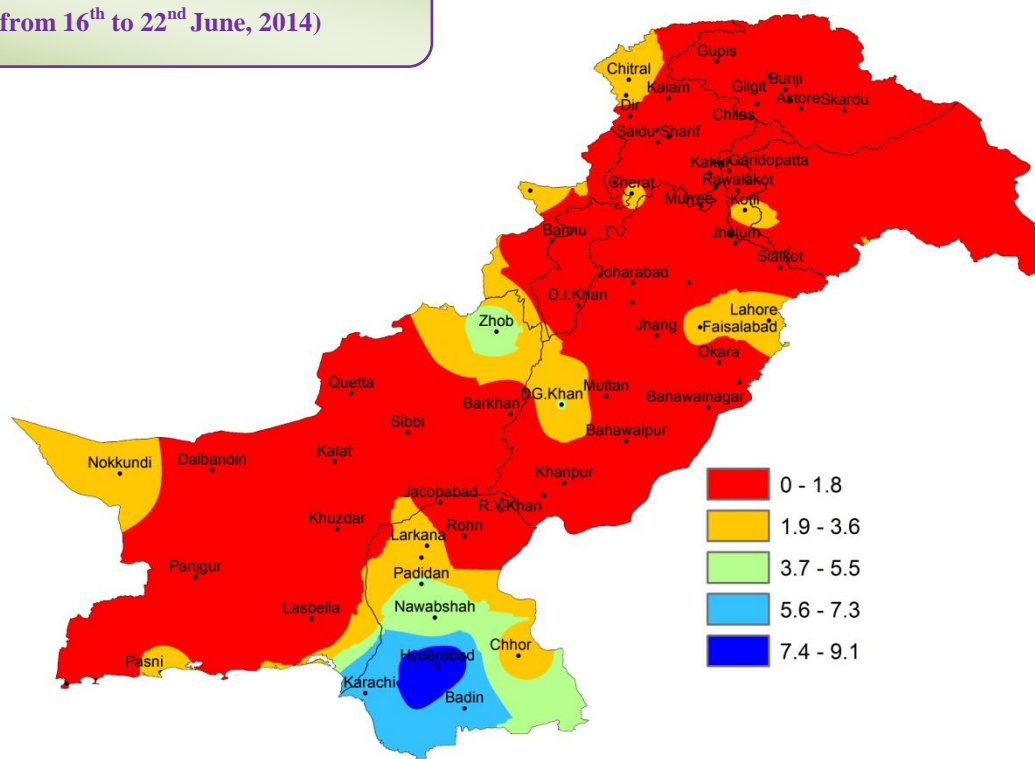 from 16th to 22nd June, 2014)
Gupis
Chitral
Bunji
Gilgit
Kalam
Astore
Skardu
Dir
Chilas
Saidu Sharif
Garidopatta
Cherat
Rawalakot
Murree
Kotli
Bannu
Jhelum
Sialkot
Joharabad
D.I.Khan
Lahore
Zhob
Jhang
Faisalabad
Okara
Quetta
DG.Khan
Multan
Barkhan
Bahawalnagar
Sibbi
Bahawalpur
Nokkundi
Dalbandin
Kalat
Khanpur
0 - 1.8
Jacobabad
R.Y.Khan
Khuzdar
Rohri
1.9 - 3.6
Larkana
Panjgur
Padidan
3.7 - 5.5
Lasbella
Nawabshah
5.6 - 7.3
Chhor
Pasni
Hyderabad
7.4 - 9.1
Karachi
Badin